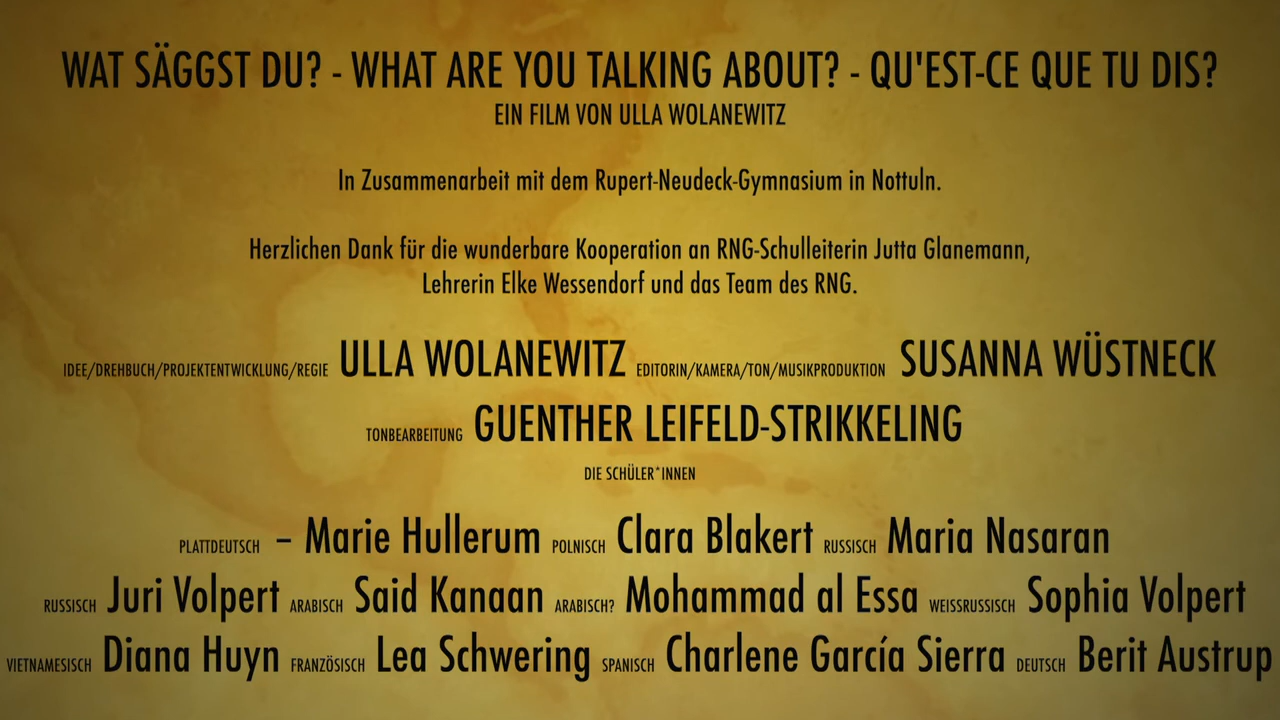 WAT SÄGGST DU? - WHAT ARE YOU TALKING ABOUT? - QU'EST-CE QUE TU DIS?
EIN FILM VON ULLA WOLANEWITZ
In Zusammenarbeit mit dem Rupert-Neudeck-Gymnasium in Nottuln.
Herzlichen Dank für die wunderbare Kooperation an RNG-Schulleiterin Jutta Glanemann,
Lehrerin Elke Wessendorf und das Team des RNG.
IDEE/DREHBUCH/PROJEKTENTWICKLUNG/REGIE ULLA WOLANEWITZ EDITORIN/KAMERA/TON/MUSIKPRODUKTION SUSANNA WÜSTNECK
TONBEARBEITUNG GUENTHER LEIFELD-STRIKKELING
DIE SCHÜLER*INNEN
PLATTDEUTSCH – Marie Hullerum POLNISCH Clara Blakert RUSSISCH Maria Nasaran
RUSSISCH Juri Volpert ARABISCH Said Kanaan ARABISCH? Mohammad al Essa WEISSRUSSISCH Sophia Volpert
VIETNAMESISCH Diana Huyn FRANZÖSISCH Lea Schwering SPANISCH Charlene García Sierra DEUTSCH Berit Austrup